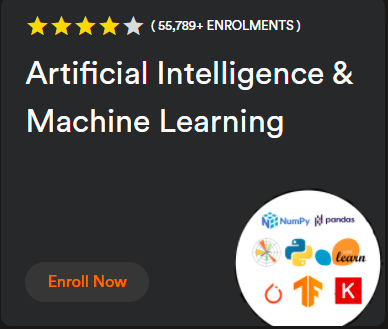 ( 55,789+ ENROLMENTS )
Artificial Intelligence &
Machine Learning
NumPy pandas
learn
K
Enroll Now